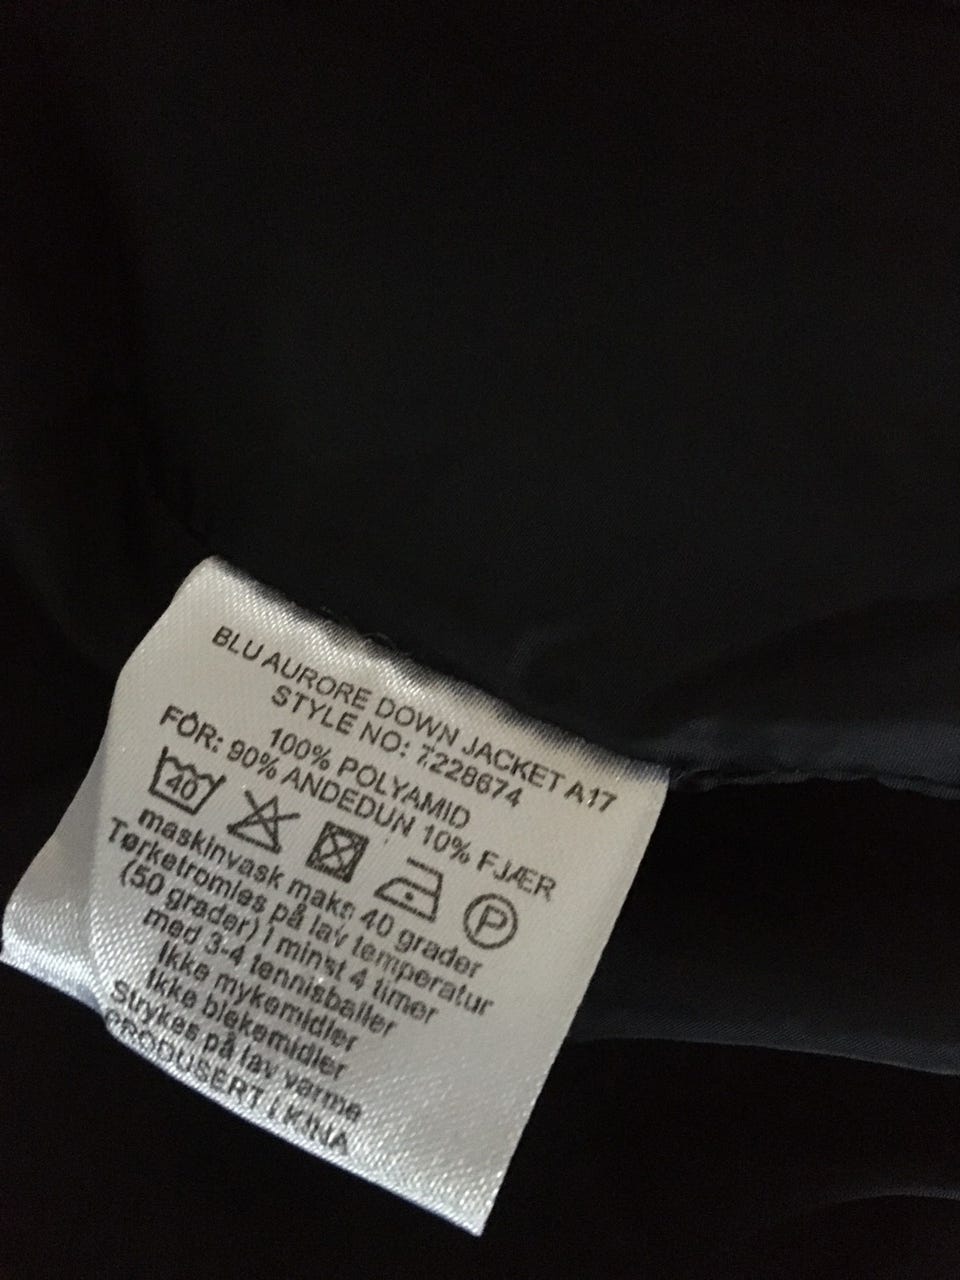 BLU AURORE DOWN JACKET A17
STYLE NO: 7228674
100% POLYAMID
FÔR: 90% ANDEDUN 10% FJÆR
40 P
maskinvask maks 40 grader
Tørketromles på lav temperatur
(50 grader) I minst 4 timer
med 3-4 tennisballer
Ikke mykemidler
Ikke blekemidler
Strykes på lav varme
PRODUSERT I KINA